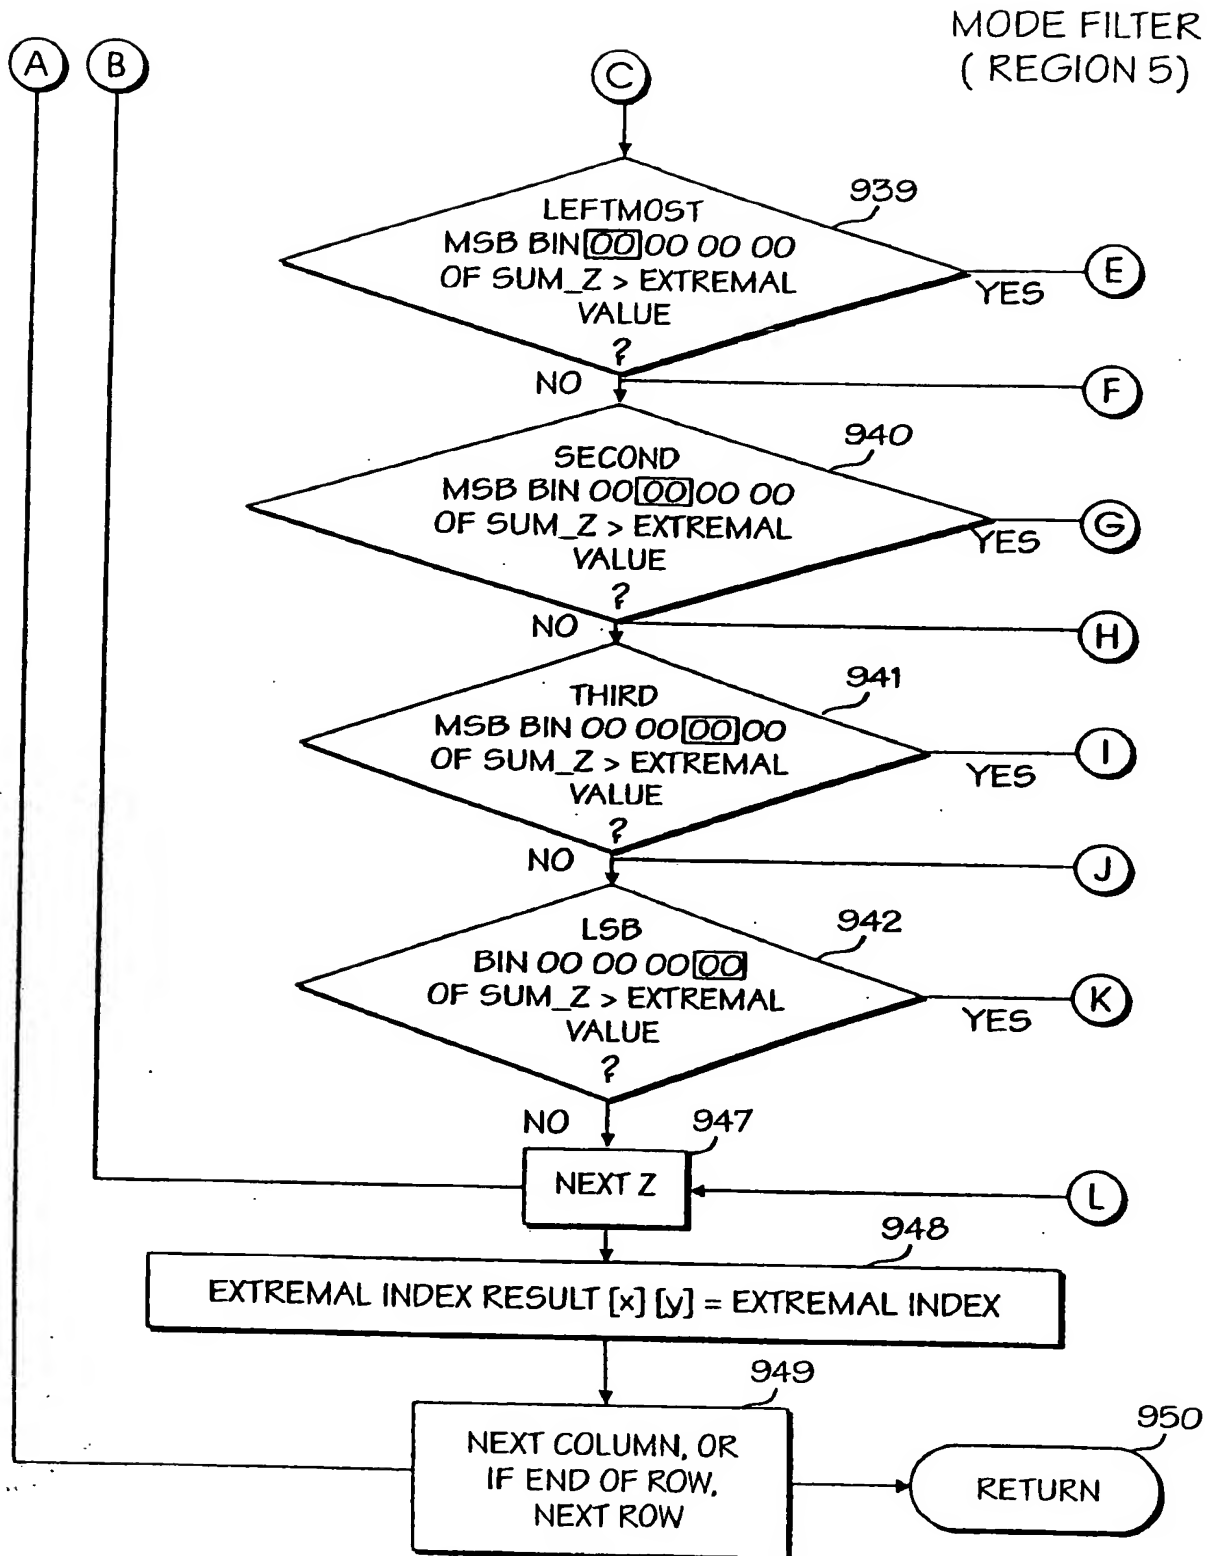 MODE FILTER
( REGION 5)
A
B
C
939
LEFTMOST
MSB BIN 00 00 00 00
OF SUM_Z > EXTREMAL
VALUE
?
YES
E
NO
F
940
SECOND
MSB BIN 00 00 00 00
OF SUM_Z > EXTREMAL
VALUE
?
YES
G
NO
H
941
THIRD
MSB BIN 00 00 00 00
OF SUM_Z > EXTREMAL
VALUE
?
YES
I
NO
J
942
LSB
BIN 00 00 00 00
OF SUM_Z > EXTREMAL
VALUE
?
YES
K
NO
947
NEXT Z
L
948
EXTREMAL INDEX RESULT [x] [y] = EXTREMAL INDEX
949
NEXT COLUMN, OR
IF END OF ROW,
NEXT ROW
950
RETURN